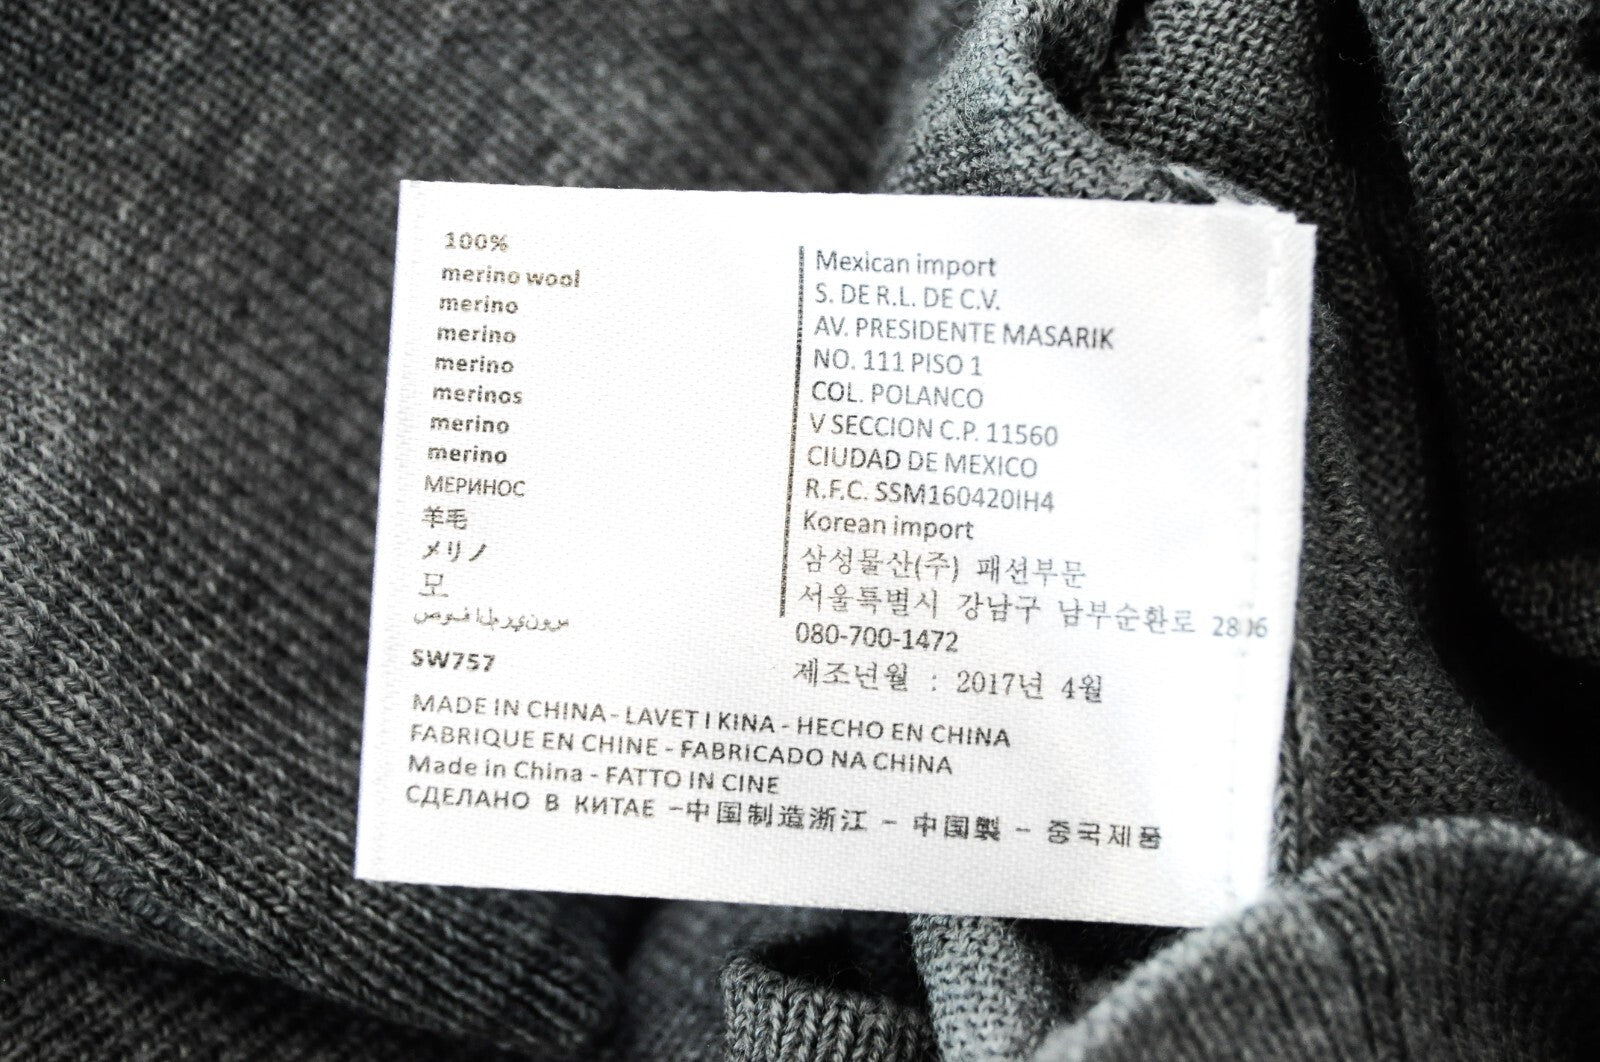 100%
merino wool
merino
merino
merino
merinos
merino
merino
МЕРИНОС
羊毛
メリノ
모
SW757
Mexican import
S. DE R.L. DE C.V.
AV. PRESIDENTE MASARIK
NO. 111 PISO 1
COL. POLANCO
V SECCION C.P. 11560
CIUDAD DE MEXICO
R.F.C. SSM160420IH4
Korean import
삼성물산(주) 패션부문
서울특별시 강남구 남부순환로 2806
080-700-1472
제조년월 : 2017년 4월
MADE IN CHINA - LAVET I KINA - HECHO EN CHINA
FABRIQUE EN CHINE - FABRICADO NA CHINA
Made in China - FATTO IN CINE
СДЕЛАНО В КИТАЕ -中国制造浙江 - 中国製 - 중국제품